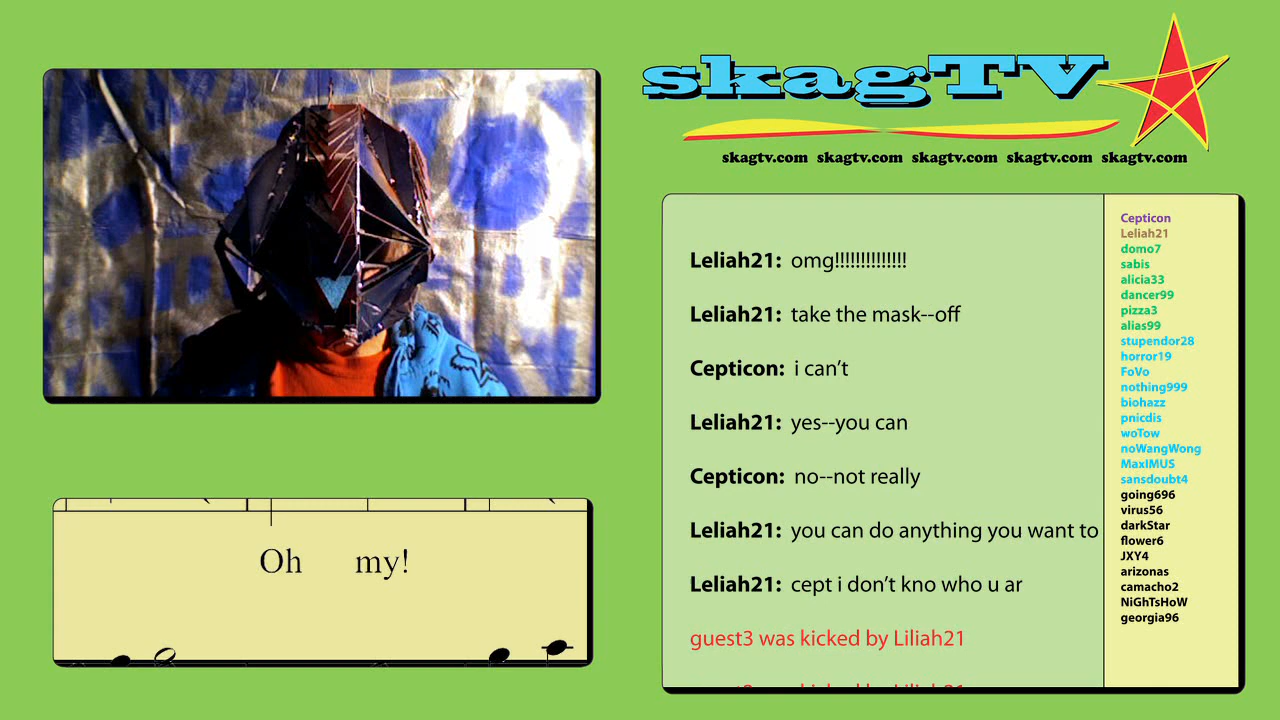 skagTV
skagtv.com skagtv.com skagtv.com skagtv.com skagtv.com
Leliah21: omg!!!!!!!!!!!!!!
Leliah21: take the mask--off
Cepticon: i can't
Leliah21: yes--you can
Cepticon: no--not really
Leliah21: you can do anything you want to
Leliah21: cept i don't kno who u ar
guest3 was kicked by Liliah21
Cepticon
Leliah21
domo7
sabis
alicia33
dancer99
pizza3
alias99
stupendor28
horror19
FoVo
nothing999
biohazz
pnicdis
woTow
noWangWong
MaxIMUS
sansdoubt4
going696
virus56
darkStar
flower6
JXY4
arizonas
camacho2
NiGhTsHoW
georgia96
Oh my!